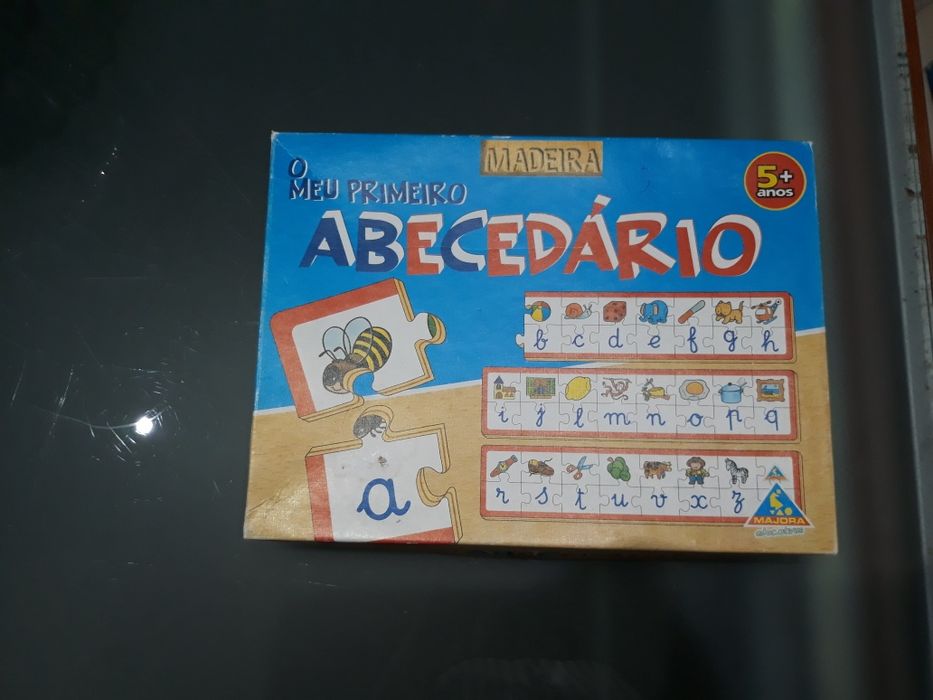 MADEIRA
O
MEU PRIMEIRO
ABECEDÁRIO
5+
anos
b c d e f g h
i j l m n o p q
a
r s t u v x z
MAJORA